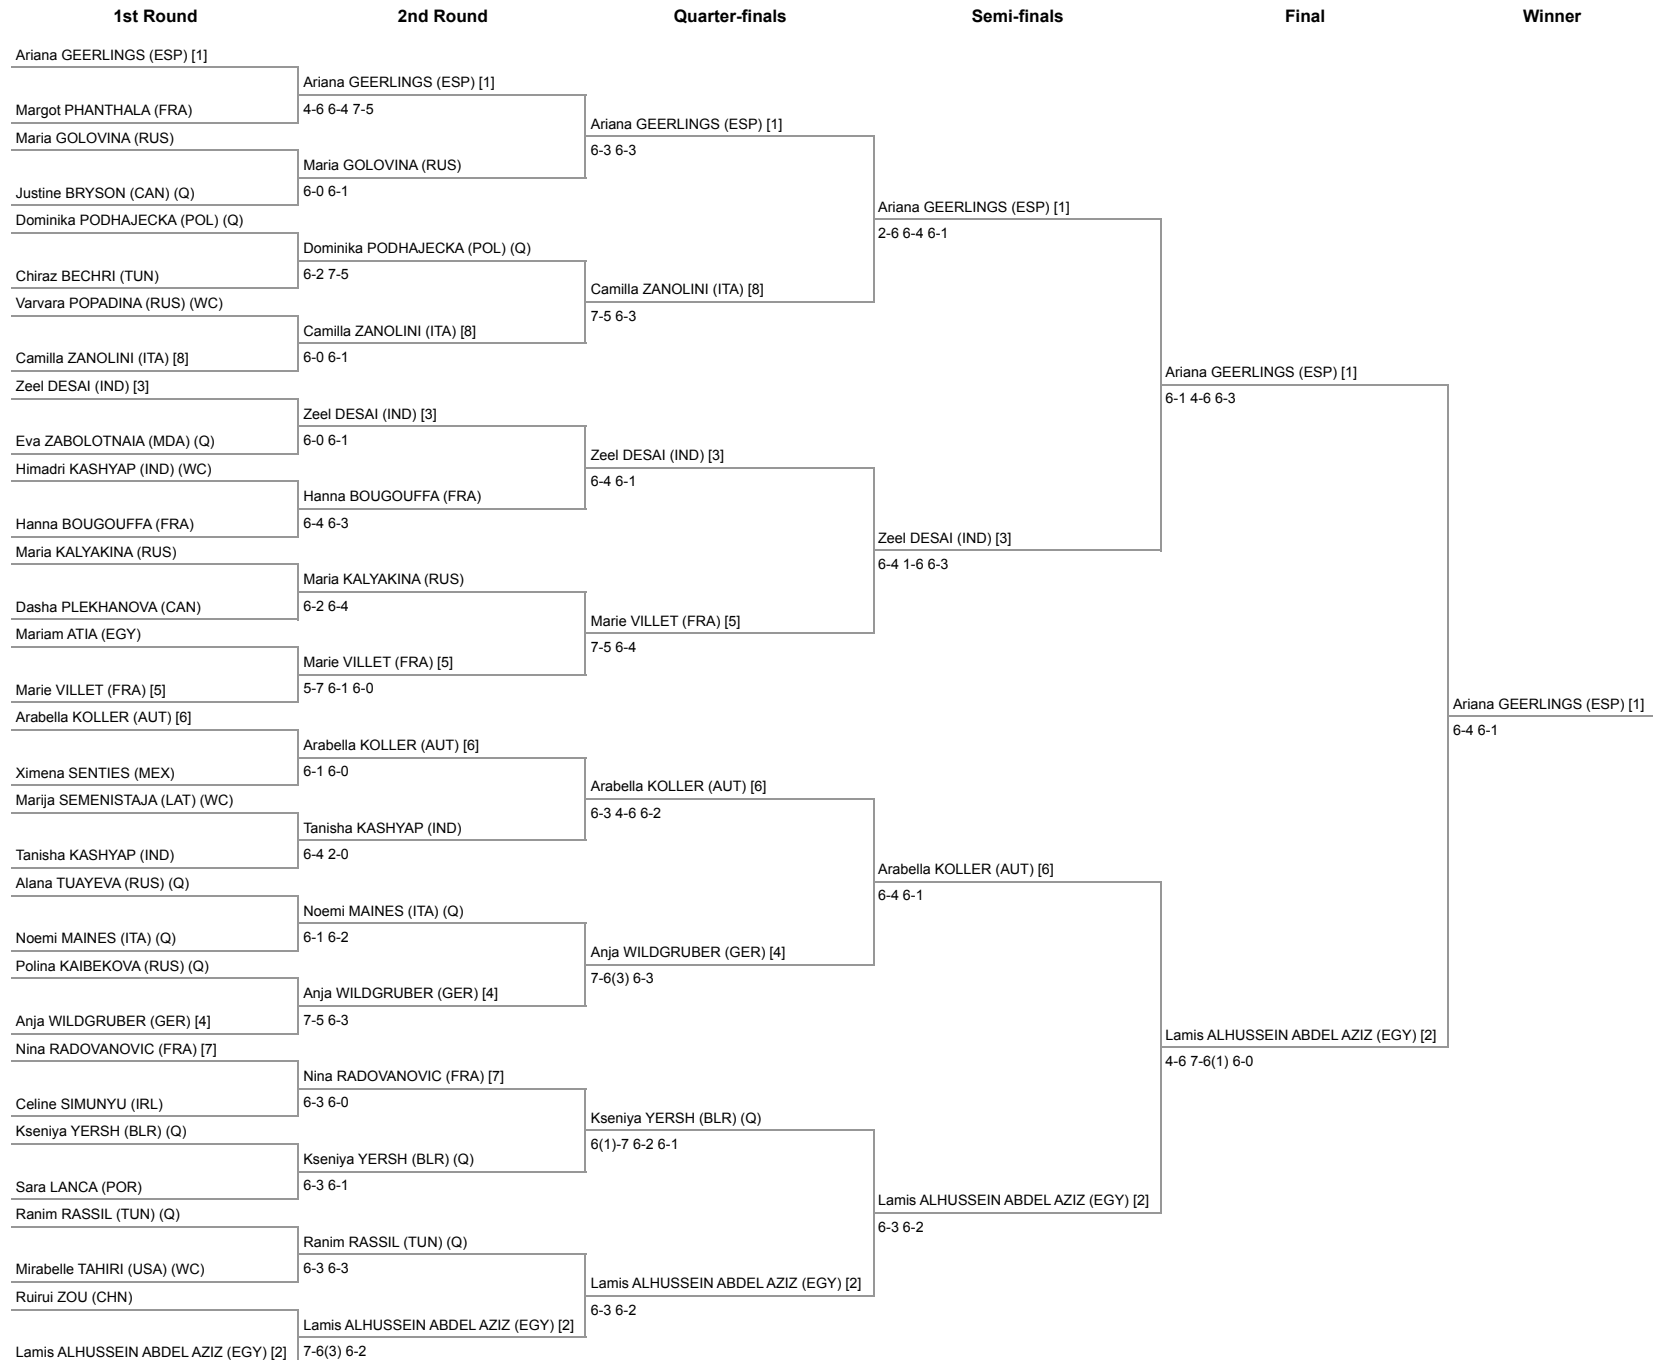 1st Round
2nd Round
Quarter-finals
Semi-finals
Final
Winner
Ariana GEERLINGS (ESP) [1]
Margot PHANTHALA (FRA)
Maria GOLOVINA (RUS)
Justine BRYSON (CAN) (Q)
Dominika PODHAJECKA (POL) (Q)
Chiraz BECHRI (TUN)
Varvara POPADINA (RUS) (WC)
Camilla ZANOLINI (ITA) [8]
Zeel DESAI (IND) [3]
Eva ZABOLOTNAIA (MDA) (Q)
Himadri KASHYAP (IND) (WC)
Hanna BOUGOUFFA (FRA)
Maria KALYAKINA (RUS)
Dasha PLEKHANOVA (CAN)
Mariam ATIA (EGY)
Marie VILLET (FRA) [5]
Arabella KOLLER (AUT) [6]
Ximena SENTIES (MEX)
Marija SEMENISTAJA (LAT) (WC)
Tanisha KASHYAP (IND)
Alana TUAYEVA (RUS) (Q)
Noemi MAINES (ITA) (Q)
Polina KAIBEKOVA (RUS) (Q)
Anja WILDGRUBER (GER) [4]
Nina RADOVANOVIC (FRA) [7]
Celine SIMUNYU (IRL)
Kseniya YERSH (BLR) (Q)
Sara LANCA (POR)
Ranim RASSIL (TUN) (Q)
Mirabelle TAHIRI (USA) (WC)
Ruirui ZOU (CHN)
Lamis ALHUSSEIN ABDEL AZIZ (EGY) [2]
Ariana GEERLINGS (ESP) [1]
4-6 6-4 7-5
Maria GOLOVINA (RUS)
6-0 6-1
Dominika PODHAJECKA (POL) (Q)
6-2 7-5
Camilla ZANOLINI (ITA) [8]
6-0 6-1
Zeel DESAI (IND) [3]
6-0 6-1
Hanna BOUGOUFFA (FRA)
6-4 6-3
Maria KALYAKINA (RUS)
6-2 6-4
Marie VILLET (FRA) [5]
5-7 6-1 6-0
Arabella KOLLER (AUT) [6]
6-1 6-0
Tanisha KASHYAP (IND)
6-4 2-0
Noemi MAINES (ITA) (Q)
6-1 6-2
Anja WILDGRUBER (GER) [4]
7-5 6-3
Nina RADOVANOVIC (FRA) [7]
6-3 6-0
Kseniya YERSH (BLR) (Q)
6-3 6-1
Ranim RASSIL (TUN) (Q)
6-3 6-3
Lamis ALHUSSEIN ABDEL AZIZ (EGY) [2]
7-6(3) 6-2
Ariana GEERLINGS (ESP) [1]
6-3 6-3
Camilla ZANOLINI (ITA) [8]
7-5 6-3
Zeel DESAI (IND) [3]
6-4 6-1
Marie VILLET (FRA) [5]
7-5 6-4
Arabella KOLLER (AUT) [6]
6-3 4-6 6-2
Anja WILDGRUBER (GER) [4]
7-6(3) 6-3
Kseniya YERSH (BLR) (Q)
6(1)-7 6-2 6-1
Lamis ALHUSSEIN ABDEL AZIZ (EGY) [2]
6-3 6-2
Ariana GEERLINGS (ESP) [1]
2-6 6-4 6-1
Zeel DESAI (IND) [3]
6-4 1-6 6-3
Arabella KOLLER (AUT) [6]
6-4 6-1
Lamis ALHUSSEIN ABDEL AZIZ (EGY) [2]
6-3 6-2
Ariana GEERLINGS (ESP) [1]
6-1 4-6 6-3
Lamis ALHUSSEIN ABDEL AZIZ (EGY) [2]
4-6 7-6(1) 6-0
Ariana GEERLINGS (ESP) [1]
6-4 6-1